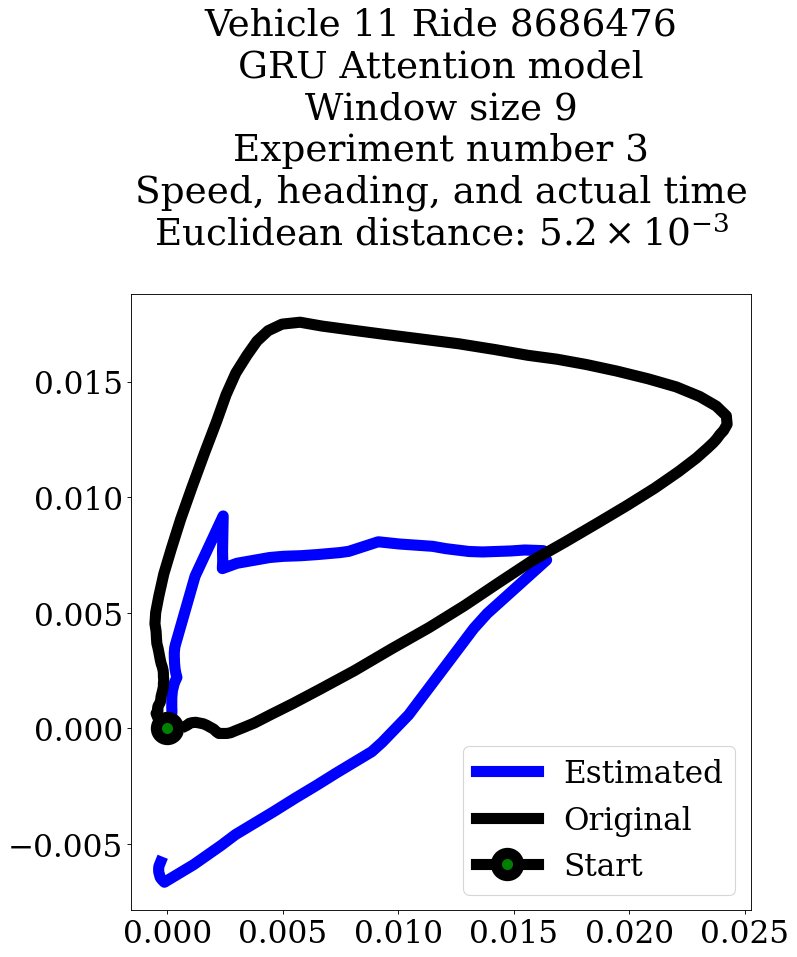 Vehicle 11 Ride 8686476
GRU Attention model
Window size 9
Experiment number 3
Speed, heading, and actual time
Euclidean distance: 5.2 × 10⁻³
0.015
0.010
0.005
0.000
−0.005
Estimated
Original
Start
0.000 0.005 0.010 0.015 0.020 0.025